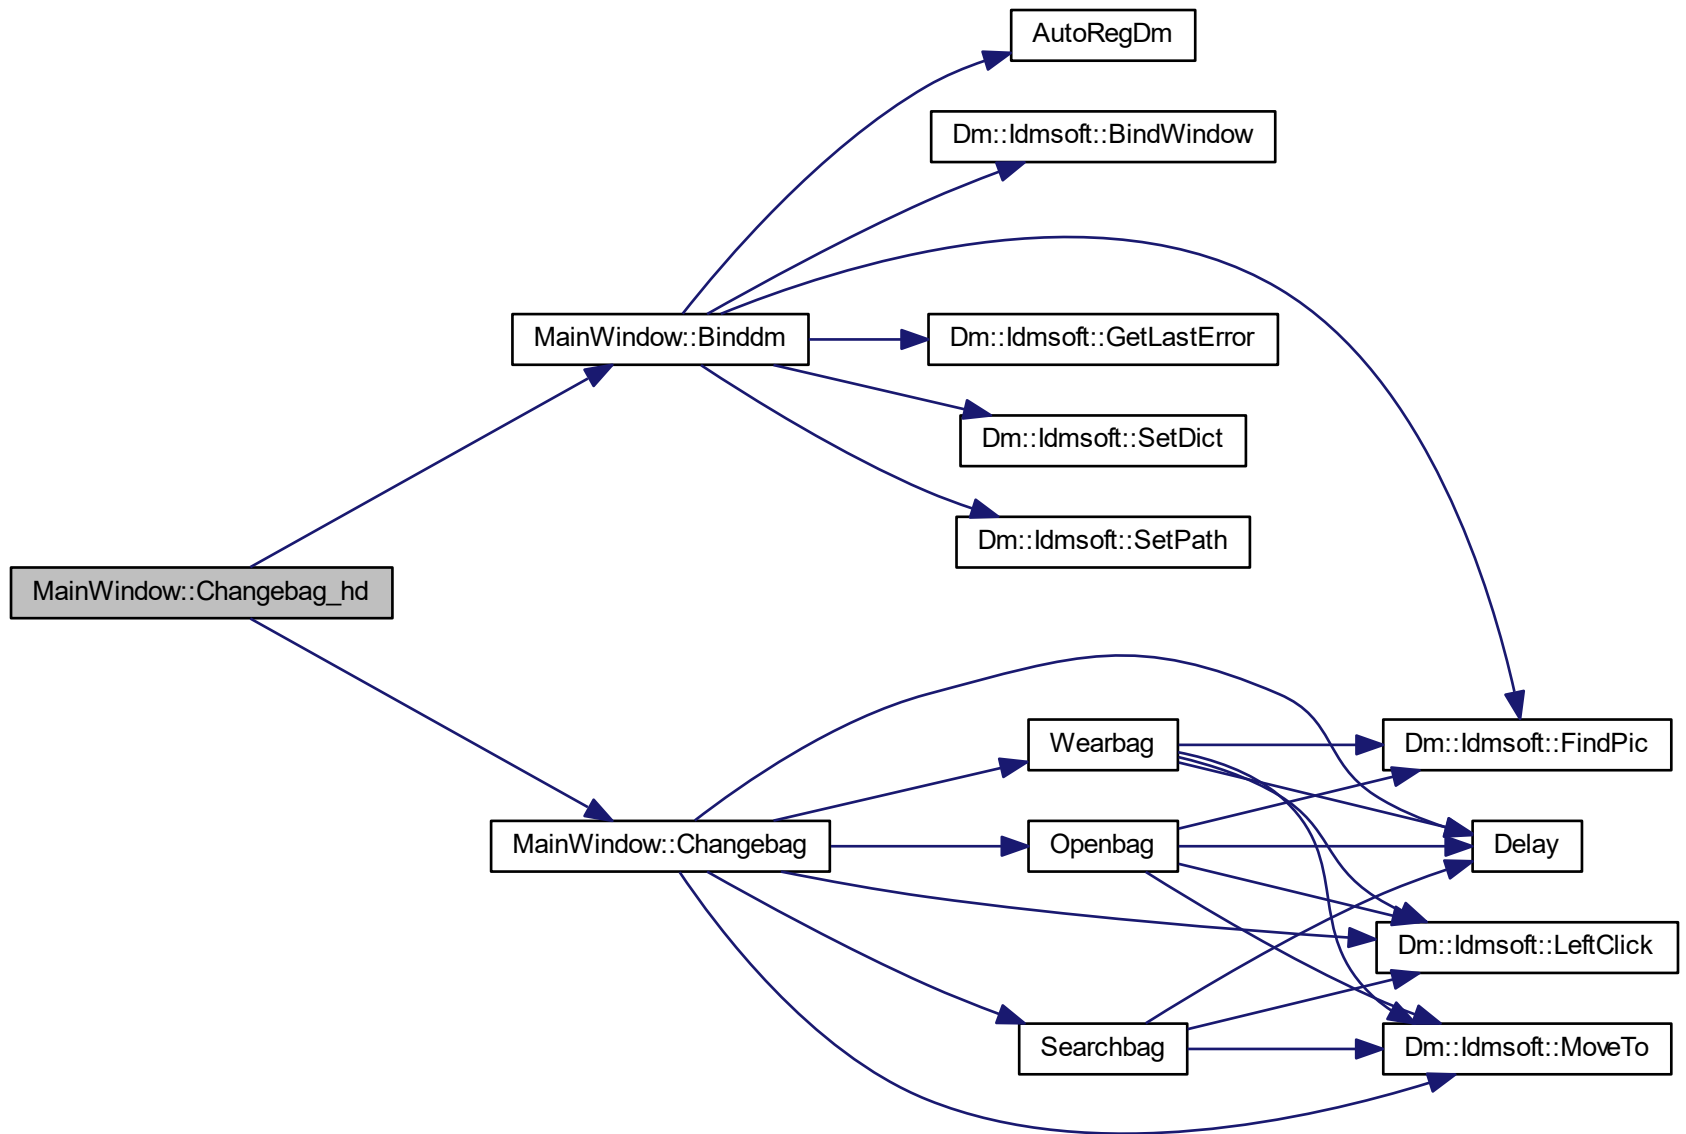 AutoRegDm
Dm::Idmsoft::BindWindow
MainWindow::Binddm
Dm::Idmsoft::GetLastError
Dm::Idmsoft::SetDict
Dm::Idmsoft::SetPath
MainWindow::Changebag_hd
Wearbag
Dm::Idmsoft::FindPic
MainWindow::Changebag
Openbag
Delay
Dm::Idmsoft::LeftClick
Searchbag
Dm::Idmsoft::MoveTo